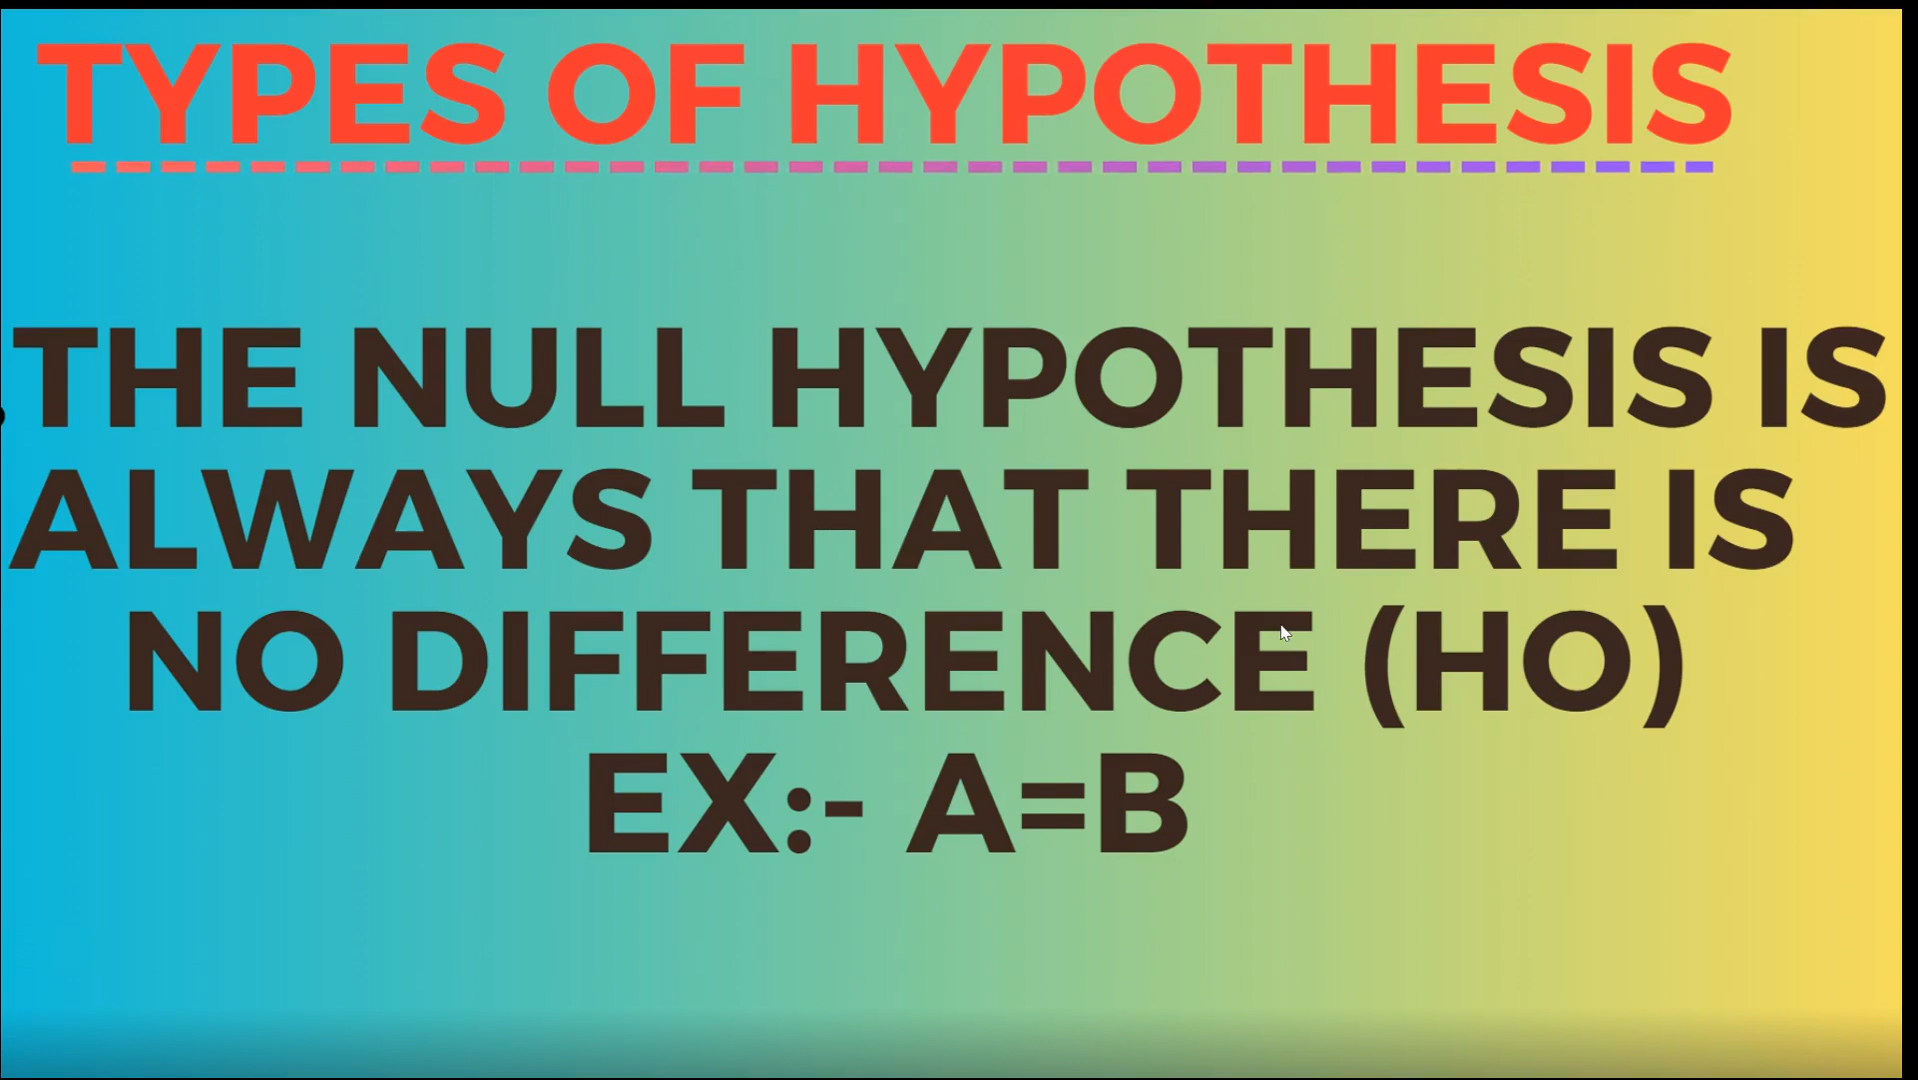 TYPES OF HYPOTHESIS
THE NULL HYPOTHESIS IS
ALWAYS THAT THERE IS
NO DIFFERENCE (HO)
EX:- A=B